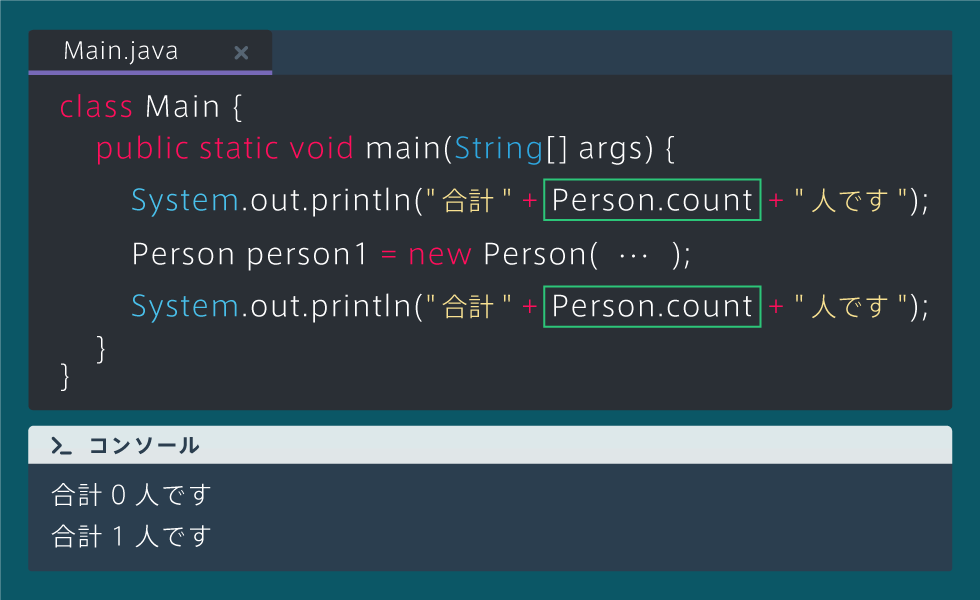 Main.java ×
class Main {
public static void main(String[] args) {
System.out.println("合計" + Person.count + "人です");
Person person1 = new Person( … );
System.out.println("合計" + Person.count + "人です");
}
}
>_ コンソール
合計 0 人です
合計 1 人です